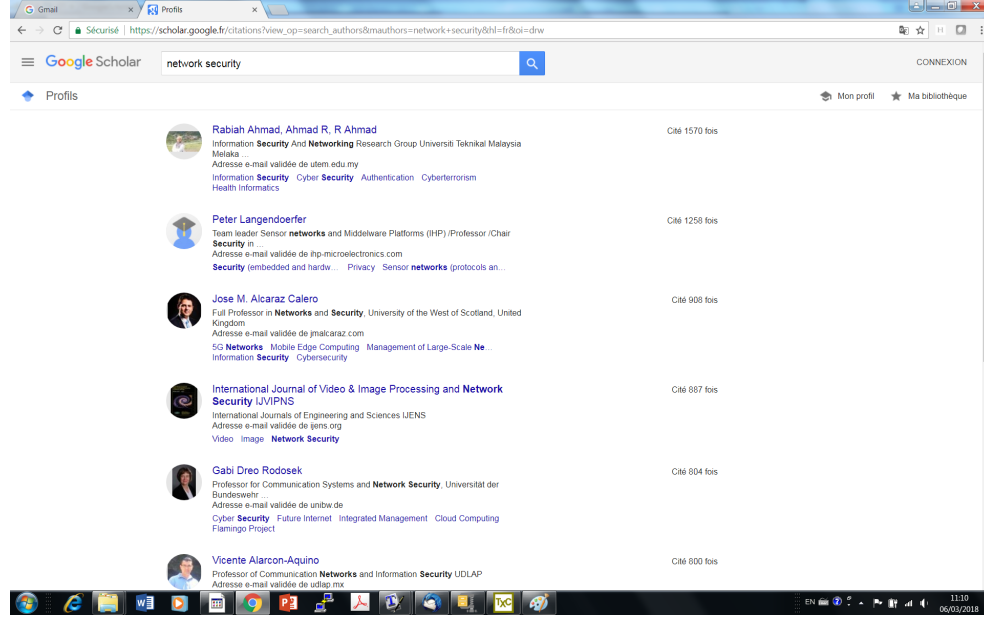 Gmail
Profils
Sécurisé | https://scholar.google.fr/citations?view_op=search_authors&mauthors=network+security&hl=fr&oi=drw
Google Scholar
network security
CONNEXION
Profils
Mon profil
Ma bibliothèque
Rabiah Ahmad, Ahmad R, R Ahmad
Cité 1570 fois
Information Security And Networking Research Group Universiti Teknikal Malaysia
Melaka ...
Adresse e-mail validée de utem.edu.my
Information Security Cyber Security Authentication Cyberterrorism
Health Informatics
Peter Langendoerfer
Cité 1258 fois
Team leader Sensor networks and Middelware Platforms (IHP) /Professor /Chair
Security in ...
Adresse e-mail validée de ihp-microelectronics.com
Security (embedded and hardw... Privacy Sensor networks (protocols an...
Jose M. Alcaraz Calero
Cité 908 fois
Full Professor in Networks and Security, University of the West of Scotland, United
Kingdom
Adresse e-mail validée de jmalcaraz.com
5G Networks Mobile Edge Computing Management of Large-Scale Ne...
Information Security Cybersecurity
International Journal of Video & Image Processing and Network
Security IJVIPNS
Cité 887 fois
International Journals of Engineering and Sciences IJENS
Adresse e-mail validée de ijens.org
Video Image Network Security
Gabi Dreo Rodosek
Cité 804 fois
Professor for Communication Systems and Network Security, Universität der
Bundeswehr ...
Adresse e-mail validée de unibw.de
Cyber Security Future Internet Integrated Management Cloud Computing
Flamingo Project
Vicente Alarcon-Aquino
Cité 800 fois
Professor of Communication Networks and Information Security UDLAP
Adresse e-mail validée de udlap.mx
EN
11:10
06/03/2018